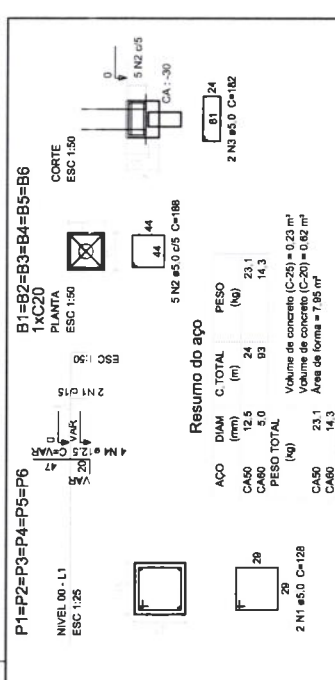 P1=P2=P3=P4=P5=P6
NIVEL 00 - L1
ESC 1:25
47
VAR
20
VAR
4 N4 ø12.5 C=VAR
0
VAR
2 N1 c/15
ESC 1:50
29
29
2 N1 ø5.0 C=128
B1=B2=B3=B4=B5=B6
1xC20
PLANTA
ESC 1:50
44
44
5 N2 ø5.0 c/5 C=188
CORTE
ESC 1:50
0
5 N2 c/5
CA : -30
61
24
2 N3 ø5.0 C=182
Resumo do aço
AÇO DIAM C.TOTAL PESO
(mm) (m) (kg)
CA50 12.5 24 23.1
CA60 5.0 93 14.3
PESO TOTAL
(kg)
CA50 23.1
CA60 14.3
Volume de concreto (C-25) = 0.23 m³
Volume de concreto (C-20) = 0.62 m³
Área de forma = 7.95 m²